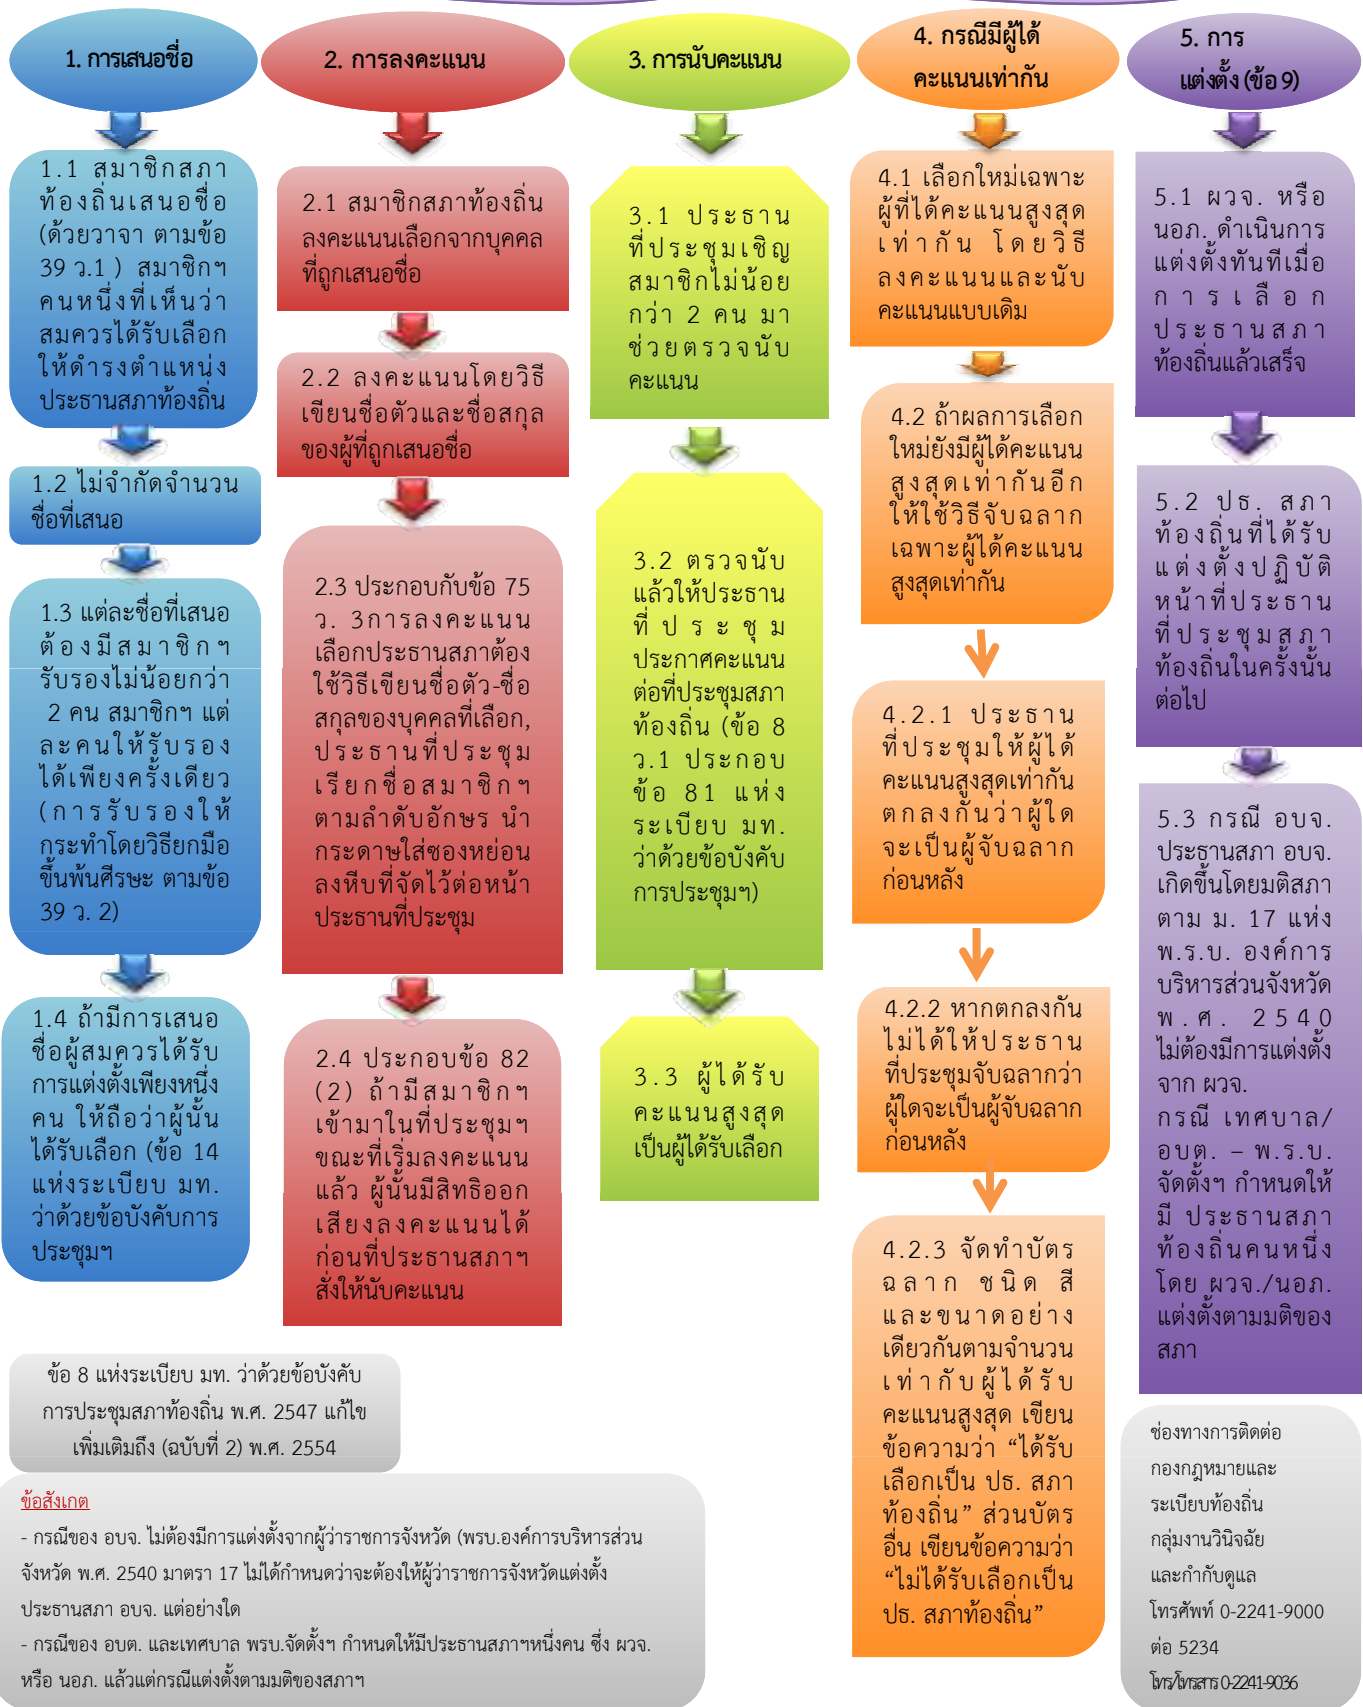 1. การเสนอชื่อ
1.1 สมาชิกสภา
ท้องถิ่นเสนอชื่อ
(ด้วยวาจา ตามข้อ
39 ว.1 ) สมาชิกฯ
คนหนึ่งที่เห็นว่า
สมควรได้รับเลือก
ให้ดำรงตำแหน่ง
ประธานสภาท้องถิ่น
1.2 ไม่จำกัดจำนวน
ชื่อที่เสนอ
1.3 แต่ละชื่อที่เสนอ
ต้องมีสมาชิกฯ
รับรองไม่น้อยกว่า
2 คน สมาชิกฯ แต่
ละคนให้รับรอง
ได้เพียงครั้งเดียว
(การรับรองให้
กระทำโดยวิธียกมือ
ขึ้นพ้นศีรษะ ตามข้อ
39 ว. 2)
1.4 ถ้ามีการเสนอ
ชื่อผู้สมควรได้รับ
การแต่งตั้งเพียงหนึ่ง
คน ให้ถือว่าผู้นั้น
ได้รับเลือก (ข้อ 14
แห่งระเบียบ มท.
ว่าด้วยข้อบังคับการ
ประชุมฯ
2. การลงคะแนน
2.1 สมาชิกสภาท้องถิ่น
ลงคะแนนเลือกจากบุคคล
ที่ถูกเสนอชื่อ
2.2 ลงคะแนนโดยวิธี
เขียนชื่อตัวและชื่อสกุล
ของผู้ที่ถูกเสนอชื่อ
2.3 ประกอบกับข้อ 75
ว. 3การลงคะแนน
เลือกประธานสภาต้อง
ใช้วิธีเขียนชื่อตัว-ชื่อ
สกุลของบุคคลที่เลือก,
ประธานที่ประชุม
เรียกชื่อสมาชิกฯ
ตามลำดับอักษร นำ
กระดาษใส่ซองหย่อน
ลงหีบที่จัดไว้ต่อหน้า
ประธานที่ประชุม
2.4 ประกอบข้อ 82
(2) ถ้ามีสมาชิกฯ
เข้ามาในที่ประชุมฯ
ขณะที่เริ่มลงคะแนน
แล้ว ผู้นั้นมีสิทธิออก
เสียงลงคะแนนได้
ก่อนที่ประธานสภาฯ
สั่งให้นับคะแนน
3. การนับคะแนน
3.1 ประธาน
ที่ประชุมเชิญ
สมาชิกไม่น้อย
กว่า 2 คน มา
ช่วยตรวจนับ
คะแนน
3.2 ตรวจนับ
แล้วให้ประธาน
ที่ประชุม
ประกาศคะแนน
ต่อที่ประชุมสภา
ท้องถิ่น (ข้อ 8
ว.1 ประกอบ
ข้อ 81 แห่ง
ระเบียบ มท.
ว่าด้วยข้อบังคับ
การประชุมฯ)
3.3 ผู้ได้รับ
คะแนนสูงสุด
เป็นผู้ได้รับเลือก
4. กรณีมีผู้ได้
คะแนนเท่ากัน
4.1 เลือกใหม่เฉพาะ
ผู้ที่ได้คะแนนสูงสุด
เท่ากัน โดยวิธี
ลงคะแนนและนับ
คะแนนแบบเดิม
4.2 ถ้าผลการเลือก
ใหม่ยังมีผู้ได้คะแนน
สูงสุดเท่ากันอีก
ให้ใช้วิธีจับฉลาก
เฉพาะผู้ได้คะแนน
สูงสุดเท่ากัน
4.2.1 ประธาน
ที่ประชุมให้ผู้ได้
คะแนนสูงสุดเท่ากัน
ตกลงกันว่าผู้ใด
จะเป็นผู้จับฉลาก
ก่อนหลัง
4.2.2 หากตกลงกัน
ไม่ได้ให้ประธาน
ที่ประชุมจับฉลากว่า
ผู้ใดจะเป็นผู้จับฉลาก
ก่อนหลัง
4.2.3 จัดทำบัตร
ฉลาก ชนิด สี
และขนาดอย่าง
เดียวกันตามจำนวน
เท่ากับผู้ได้รับ
คะแนนสูงสุด เขียน
ข้อความว่า “ได้รับ
เลือกเป็น ปธ. สภา
ท้องถิ่น” ส่วนบัตร
อื่น เขียนข้อความว่า
“ไม่ได้รับเลือกเป็น
ปธ. สภาท้องถิ่น”
5. การ
แต่งตั้ง (ข้อ 9)
5.1 ผวจ. หรือ
นอภ. ดำเนินการ
แต่งตั้งทันทีเมื่อ
การเลือก
ประธานสภา
ท้องถิ่นแล้วเสร็จ
5.2 ปธ. สภา
ท้องถิ่นที่ได้รับ
แต่งตั้งปฏิบัติ
หน้าที่ประธาน
ที่ประชุมสภา
ท้องถิ่นในครั้งนั้น
ต่อไป
5.3 กรณี อบจ.
ประธานสภา อบจ.
เกิดขึ้นโดยมติสภา
ตาม ม. 17 แห่ง
พ.ร.บ. องค์การ
บริหารส่วนจังหวัด
พ.ศ. 2540
ไม่ต้องมีการแต่งตั้ง
จาก ผวจ.
กรณี เทศบาล/
อบต. – พ.ร.บ.
จัดตั้งฯ กำหนดให้
มี ประธานสภา
ท้องถิ่นคนหนึ่ง
โดย ผวจ./นอภ.
แต่งตั้งตามมติของ
สภา
ข้อ 8 แห่งระเบียบ มท. ว่าด้วยข้อบังคับ
การประชุมสภาท้องถิ่น พ.ศ. 2547 แก้ไข
เพิ่มเติมถึง (ฉบับที่ 2) พ.ศ. 2554
ข้อสังเกต
- กรณีของ อบจ. ไม่ต้องมีการแต่งตั้งจากผู้ว่าราชการจังหวัด (พรบ.องค์การบริหารส่วน
จังหวัด พ.ศ. 2540 มาตรา 17 ไม่ได้กำหนดว่าจะต้องให้ผู้ว่าราชการจังหวัดแต่งตั้ง
ประธานสภา อบจ. แต่อย่างใด
- กรณีของ อบต. และเทศบาล พรบ.จัดตั้งฯ กำหนดให้มีประธานสภาฯหนึ่งคน ซึ่ง ผวจ.
หรือ นอภ. แล้วแต่กรณีแต่งตั้งตามมติของสภาฯ
ช่องทางการติดต่อ
กองกฎหมายและ
ระเบียบท้องถิ่น
กลุ่มงานวินิจฉัย
และกำกับดูแล
โทรศัพท์ 0-2241-9000
ต่อ 5234
โทร/โทรสาร 0-2241-9036